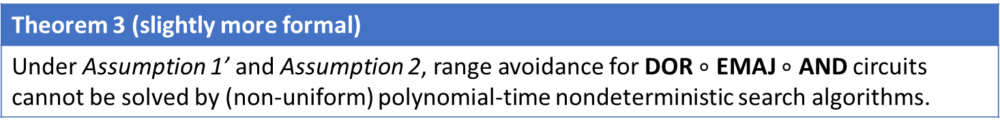 Theorem 3 (slightly more formal)
Under Assumption 1’ and Assumption 2, range avoidance for DOR ∘ EMAJ ∘ AND circuits
cannot be solved by (non-uniform) polynomial-time nondeterministic search algorithms.